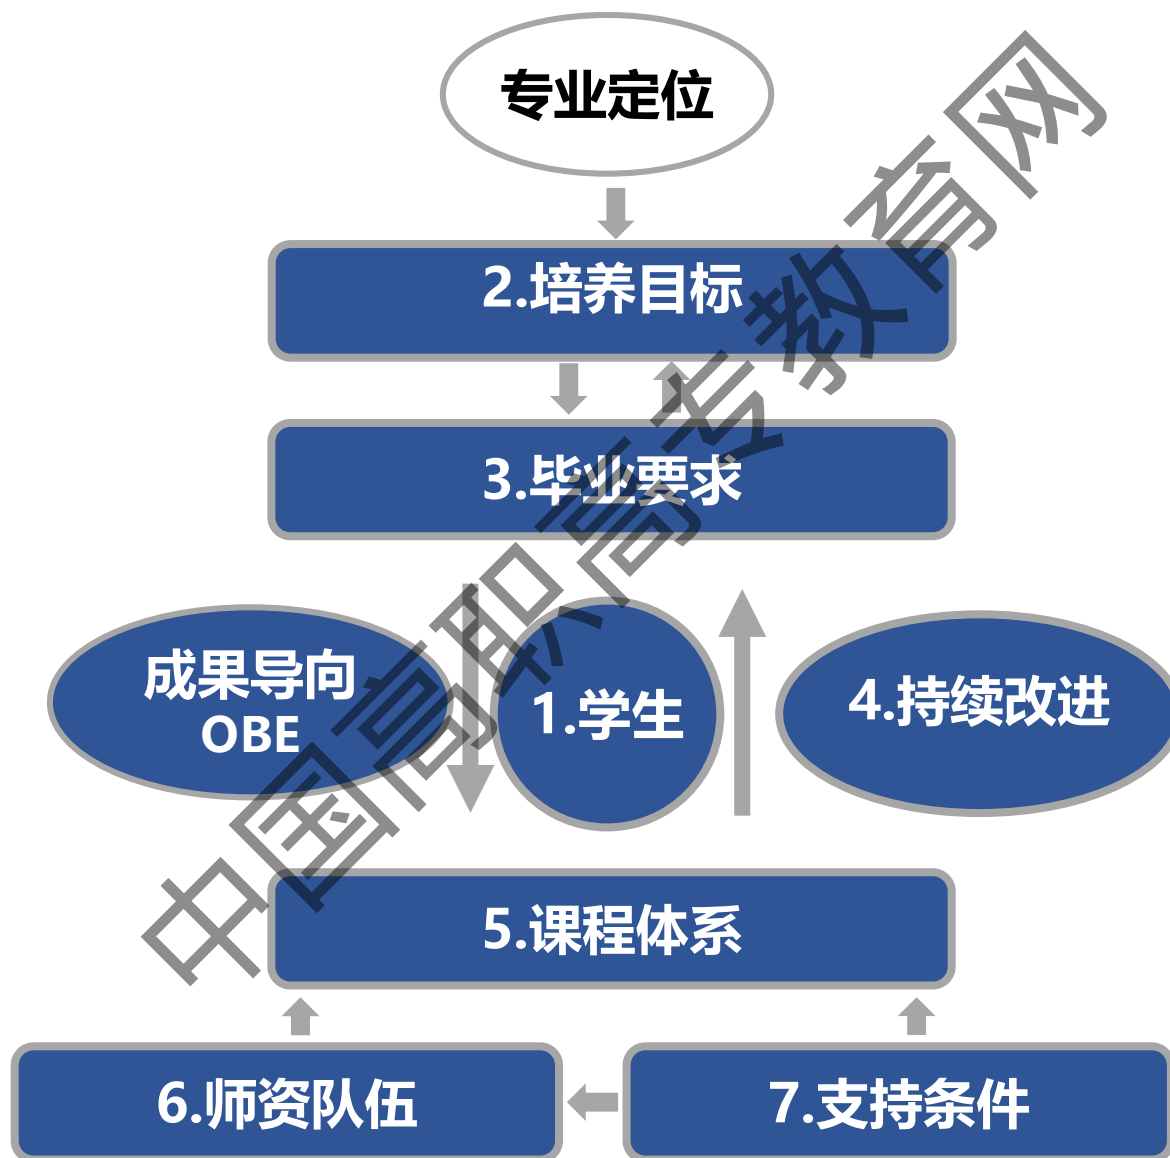 专业定位
2.培养目标
3.毕业要求
成果导向
OBE
1.学生
4.持续改进
5.课程体系
6.师资队伍
7.支持条件
中国高职高专教育网